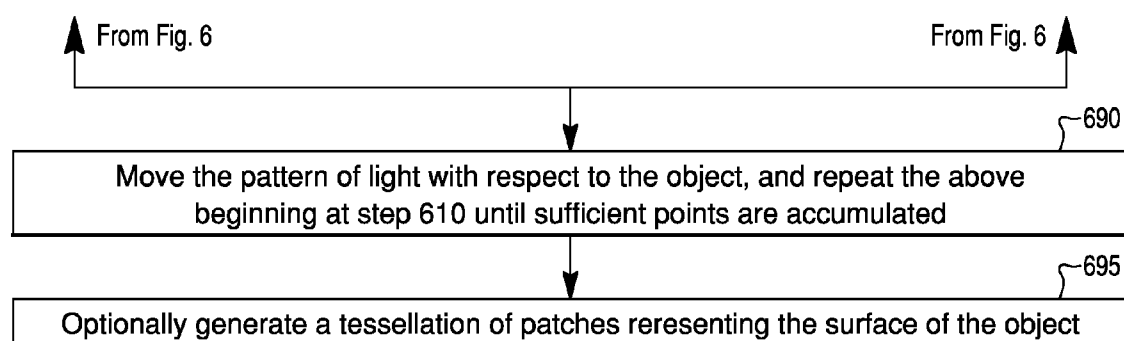 From Fig. 6
From Fig. 6
690
Move the pattern of light with respect to the object, and repeat the above
beginning at step 610 until sufficient points are accumulated
695
Optionally generate a tessellation of patches reresenting the surface of the object